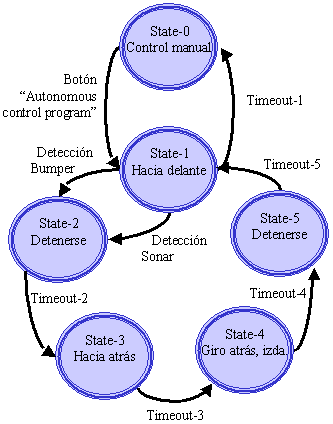 State-0
Control manual
Botón
“Autonomous
control program”
Timeout-1
Detección
Bumper
State-1
Hacia delante
Timeout-5
State-2
Detenerse
Detección
Sonar
State-5
Detenerse
Timeout-2
Timeout-4
State-3
Hacia atrás
State-4
Giro atrás, izda.
Timeout-3